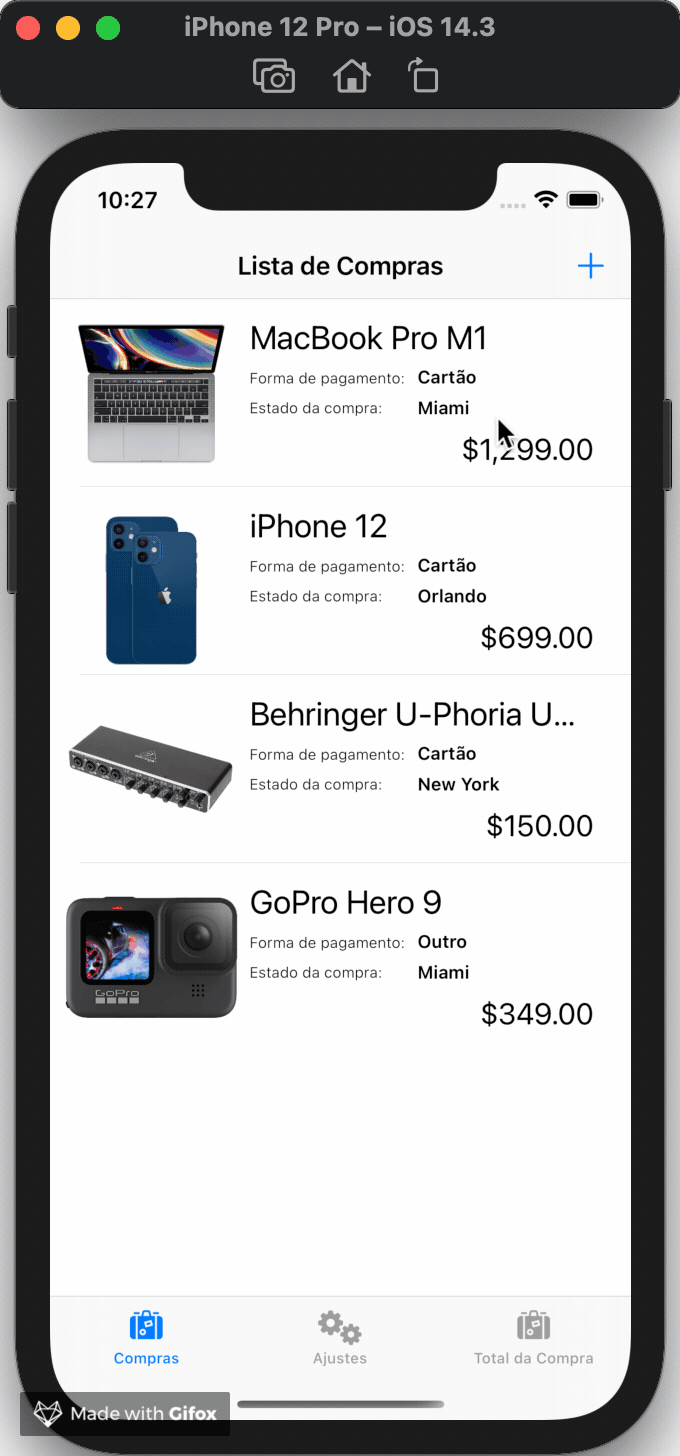 iPhone 12 Pro – iOS 14.3
10:27
Lista de Compras
MacBook Pro M1
Forma de pagamento: Cartão
Estado da compra: Miami
$1,299.00
iPhone 12
Forma de pagamento: Cartão
Estado da compra: Orlando
$699.00
Behringer U-Phoria U...
Forma de pagamento: Cartão
Estado da compra: New York
$150.00
GoPro Hero 9
Forma de pagamento: Outro
Estado da compra: Miami
GoPro
$349.00
Compras Ajustes Total da Compra
Made with Gifox